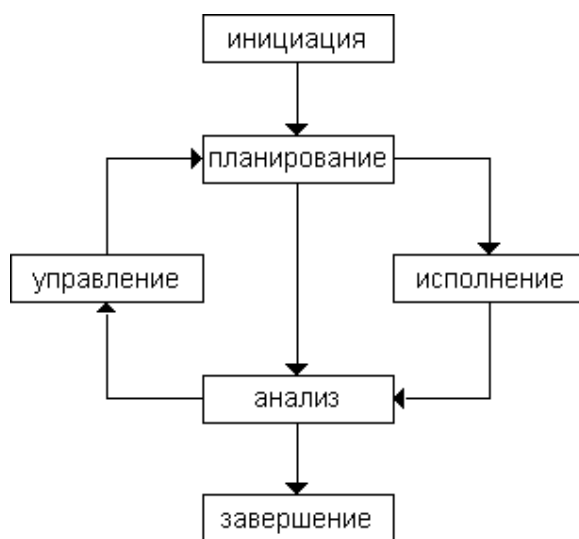 инициация
планирование
управление
исполнение
анализ
завершение